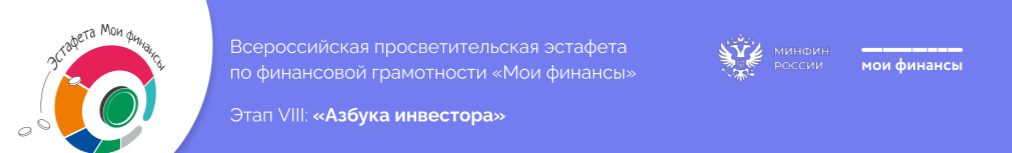 Эстафета Мои финансы
Всероссийская просветительская эстафета
по финансовой грамотности «Мои финансы»
Этап VIII: «Азбука инвестора»
МИНФИН
РОССИИ
мои финансы